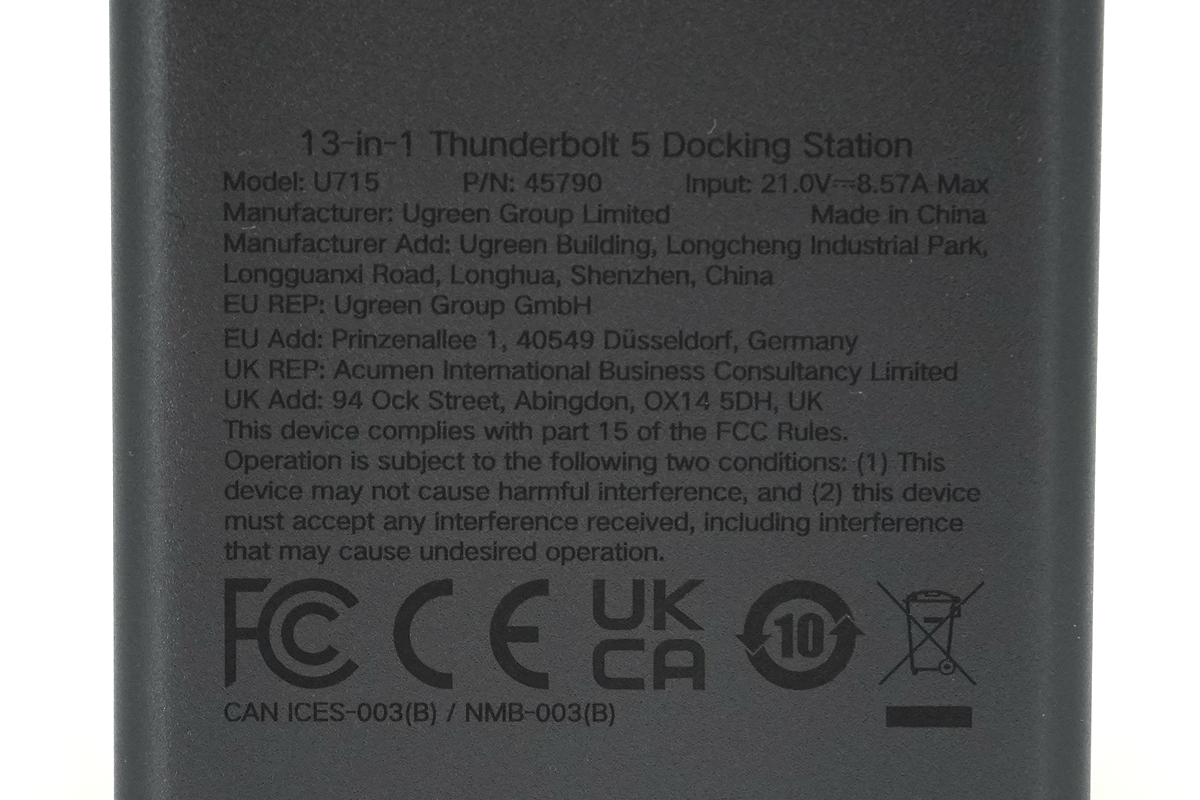 13-in-1 Thunderbolt 5 Docking Station
Model: U715 P/N: 45790 Input: 21.0V⎓8.57A Max
Manufacturer: Ugreen Group Limited Made in China
Manufacturer Add: Ugreen Building, Longcheng Industrial Park,
Longguanxi Road, Longhua, Shenzhen, China
EU REP: Ugreen Group GmbH
EU Add: Prinzenallee 1, 40549 Düsseldorf, Germany
UK REP: Acumen International Business Consultancy Limited
UK Add: 94 Ock Street, Abingdon, OX14 5DH, UK
This device complies with part 15 of the FCC Rules.
Operation is subject to the following two conditions: (1) This
device may not cause harmful interference, and (2) this device
must accept any interference received, including interference
that may cause undesired operation.
FC CE UK
CA 10
CAN ICES-003(B) / NMB-003(B)